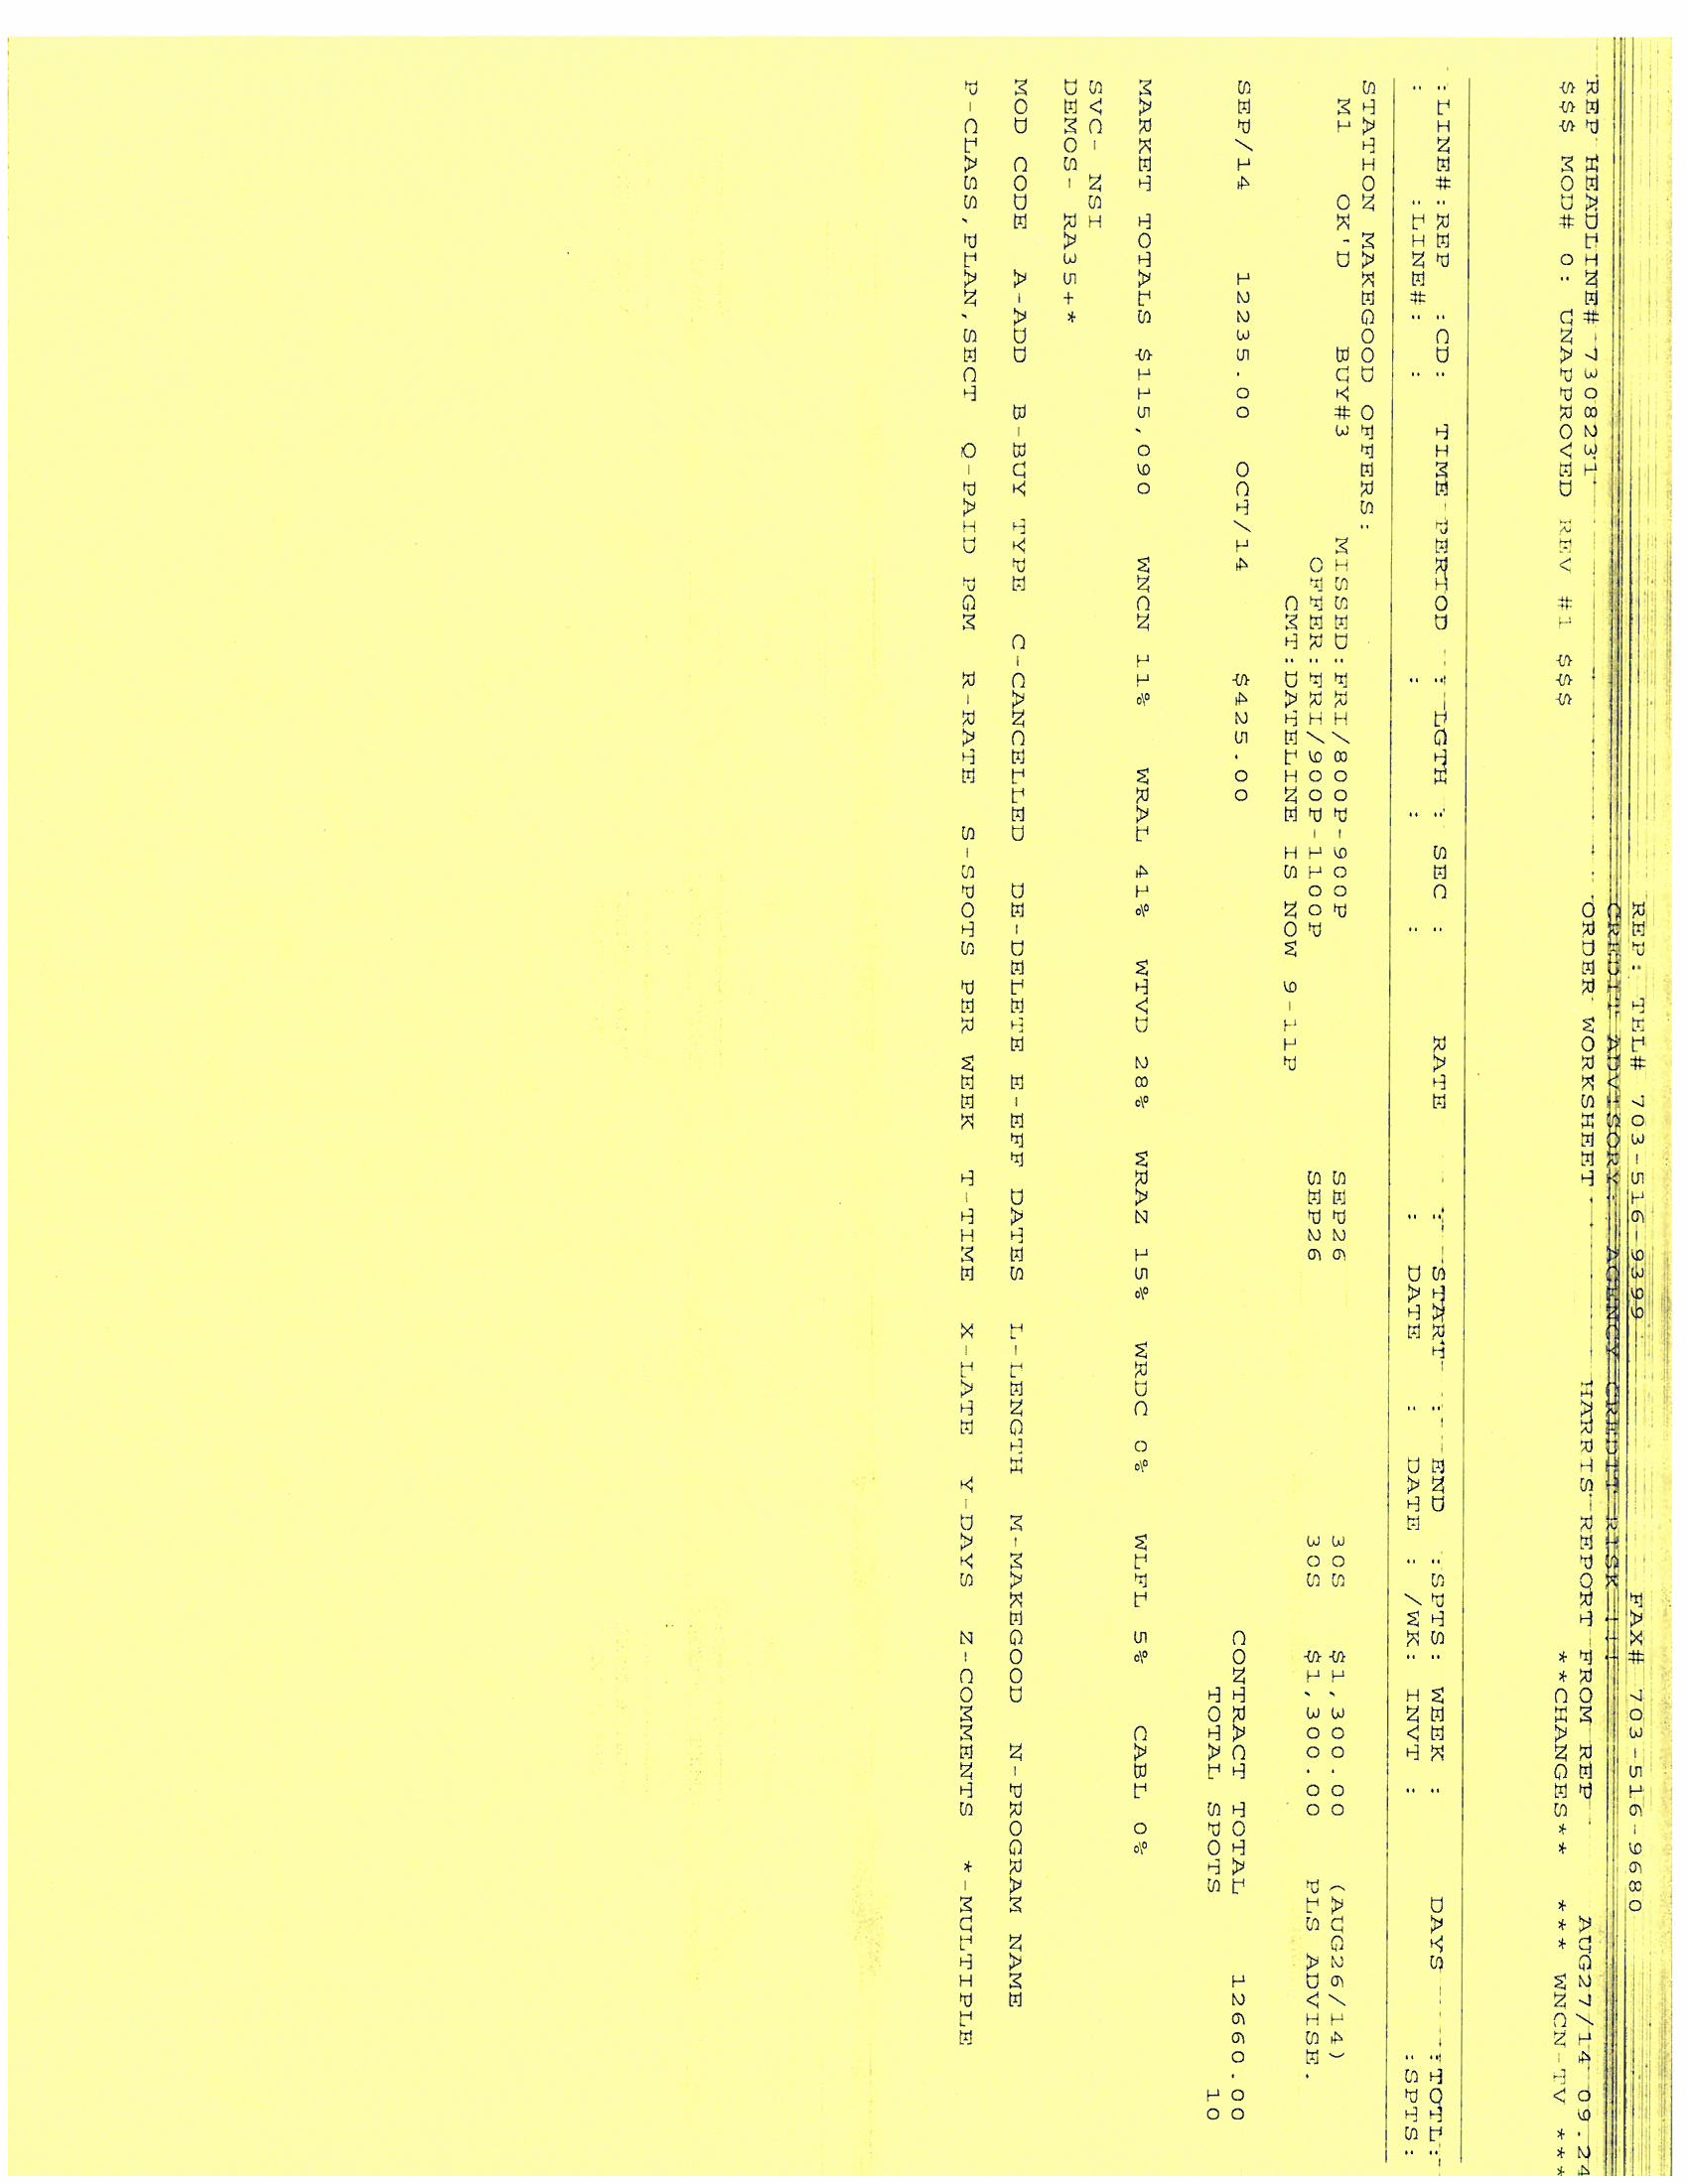 REP: TEL# 703-516-9399 FAX# 703-516-9680
CREDIT ADVISORY: AGENCY CREDIT RISK !!!
ORDER WORKSHEET HARRIS REPORT FROM REP AUG27/14 09.24
REP HEADLINE# 7308231 **CHANGES** *** WNCN-TV ***
$$$ MOD# 0: UNAPPROVED REV #1 $$$
:LINE#:REP :CD: TIME PERIOD : LGTH : SEC : RATE : START : END :SPTS: WEEK : DAYS :TOTL:
: :LINE#: : : : : : DATE : DATE : /WK: INVT : :SPTS:
STATION MAKEGOOD OFFERS:
M1 OK'D BUY#3 MISSED:FRI/800P-900P SEP26 30S $1,300.00 (AUG26/14)
OFFER:FRI/900P-1100P SEP26 30S $1,300.00 PLS ADVISE.
CMT:DATELINE IS NOW 9-11P
SEP/14 12235.00 OCT/14 $425.00 CONTRACT TOTAL 12660.00
TOTAL SPOTS 10
MARKET TOTALS $115,090 WNCN 11% WRAL 41% WTVD 28% WRAZ 15% WRDC 0% WLFL 5% CABL 0%
SVC- NSI
DEMOS- RA35+*
MOD CODE A-ADD B-BUY TYPE C-CANCELLED DE-DELETE E-EFF DATES L-LENGTH M-MAKEGOOD N-PROGRAM NAME
P-CLASS,PLAN,SECT Q-PAID PGM R-RATE S-SPOTS PER WEEK T-TIME X-LATE Y-DAYS Z-COMMENTS *-MULTIPLE